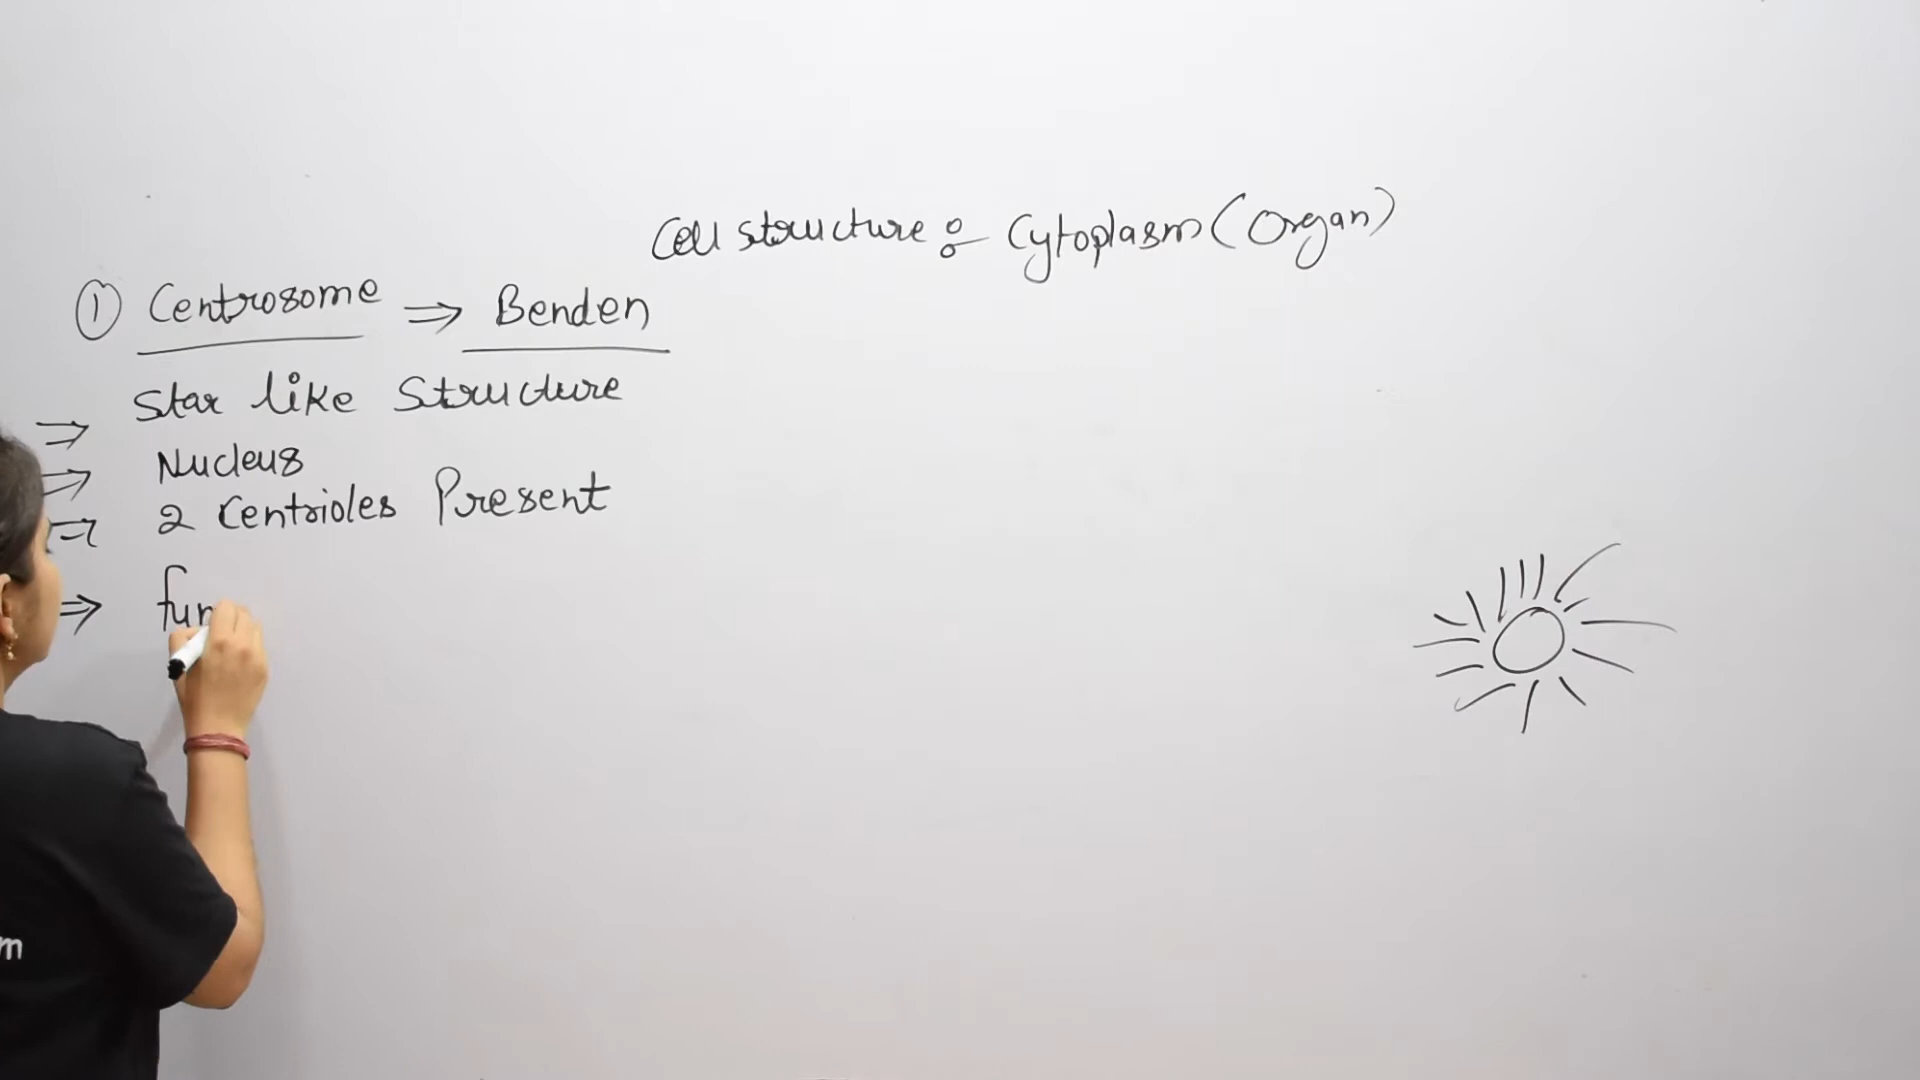 Cell structure :- Cytoplasm (Organ)
① Centrosome ⇒ Benden
⇒ Star like Structure
⇒ Nucleus
⇒ 2 Centrioles Present
⇒ fun
m